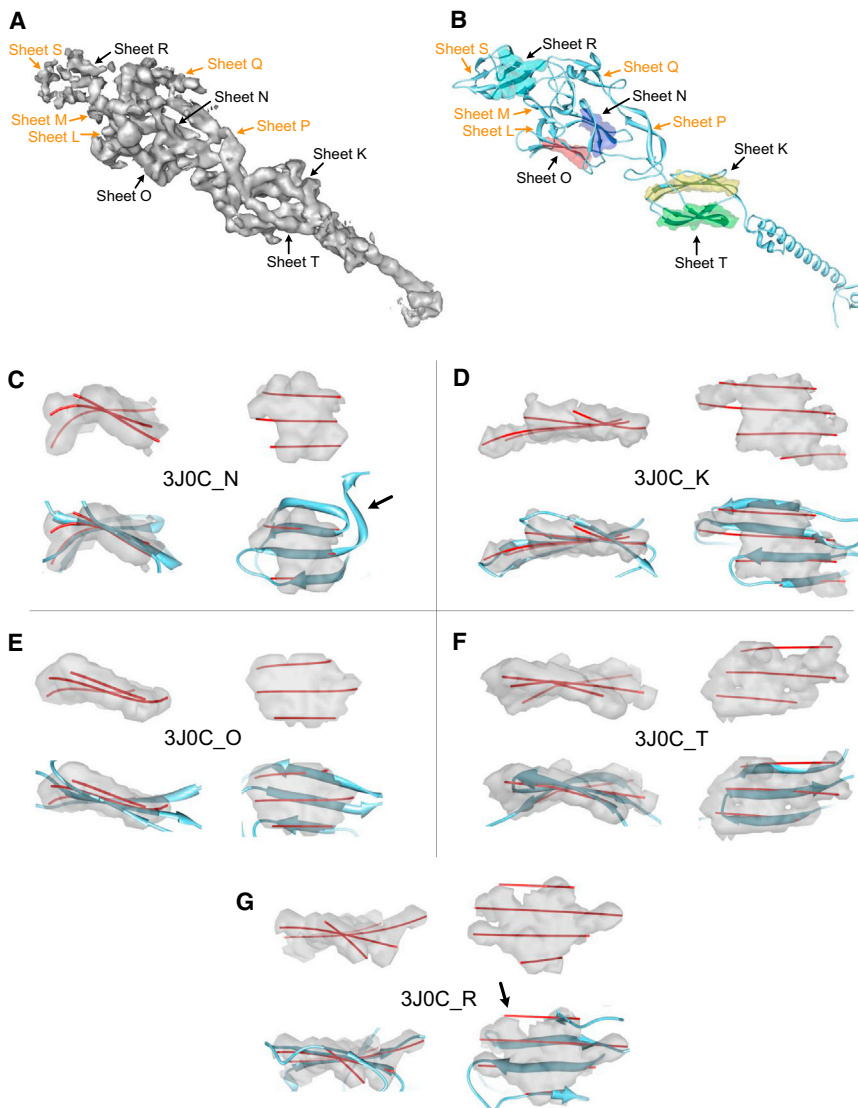 A
Sheet S
Sheet R
Sheet Q
Sheet N
Sheet M
Sheet L
Sheet P
Sheet K
Sheet O
Sheet T
B
Sheet S
Sheet R
Sheet Q
Sheet N
Sheet M
Sheet L
Sheet P
Sheet K
Sheet O
Sheet T
C
3J0C_N
D
3J0C_K
E
3J0C_O
F
3J0C_T
G
3J0C_R